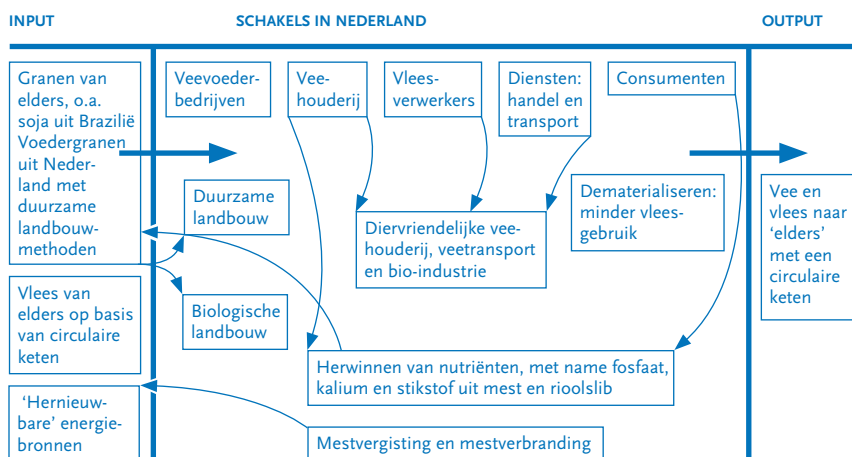 INPUT
SCHAKELS IN NEDERLAND
OUTPUT
Granen van
elders, o.a.
soja uit Brazilië
Voedergranen
uit Neder-
land met
duurzame
landbouw-
methoden
Vlees van
elders op basis
van circulaire
keten
‘Hernieuw-
bare’ energie-
bronnen
Veevoeder-
bedrijven
Vee-
houderij
Vlees-
verwerkers
Diensten:
handel en
transport
Consumenten
Duurzame
landbouw
Biologische
landbouw
Diervriendelijke vee-
houderij, veetransport
en bio-industrie
Dematerialiseren:
minder vlees-
gebruik
Herwinnen van nutriënten, met name fosfaat,
kalium en stikstof uit mest en rioolslib
Mestvergisting en mestverbranding
Vee en
vlees naar
‘elders’
met een
circulaire
keten